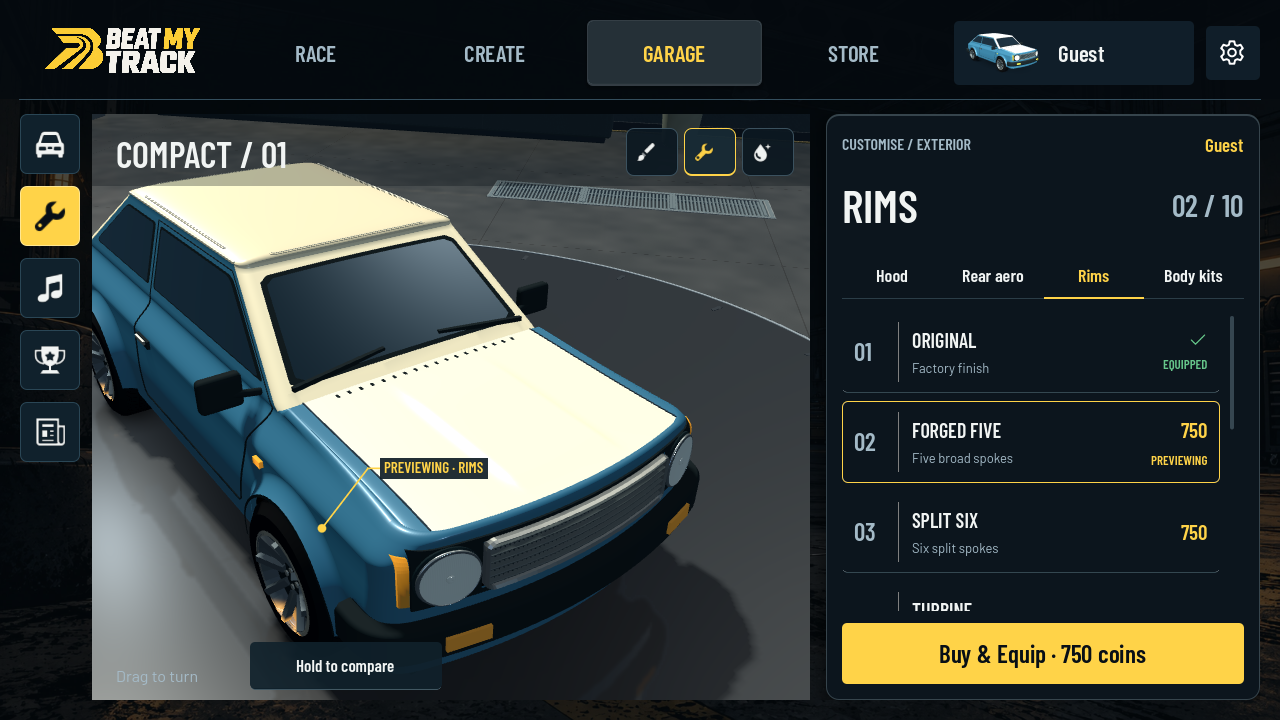 BEAT MY
TRACK
RACE
CREATE
GARAGE
STORE
Guest
COMPACT / 01
PREVIEWING · RIMS
Drag to turn
Hold to compare
CUSTOMISE / EXTERIOR
Guest
RIMS
02 / 10
Hood
Rear aero
Rims
Body kits
01
ORIGINAL
Factory finish
EQUIPPED
02
FORGED FIVE
Five broad spokes
750
PREVIEWING
03
SPLIT SIX
Six split spokes
750
TURBINE
Buy & Equip · 750 coins